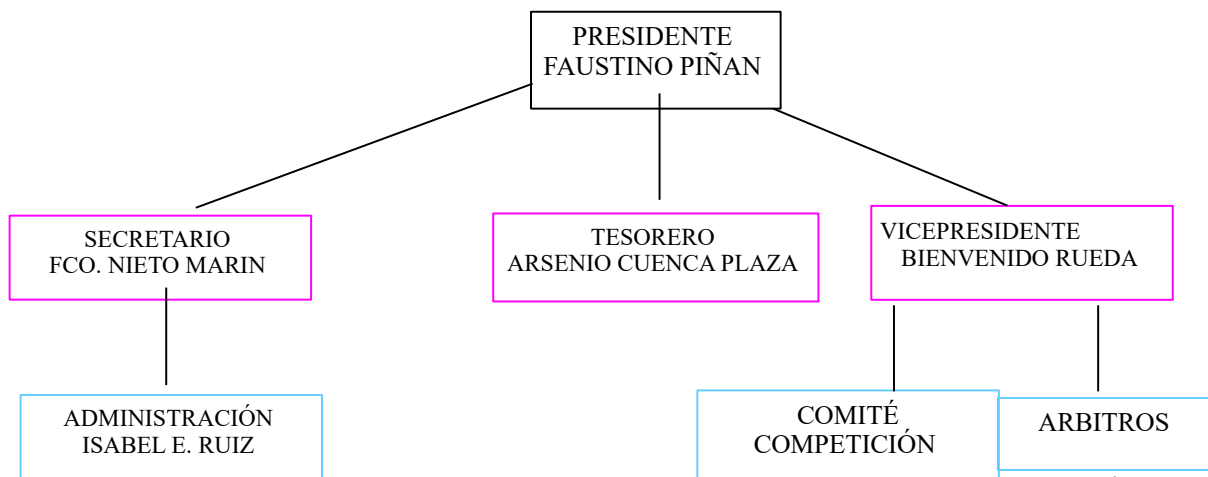 PRESIDENTE
FAUSTINO PIÑAN
SECRETARIO
FCO. NIETO MARIN
TESORERO
ARSENIO CUENCA PLAZA
VICEPRESIDENTE
BIENVENIDO RUEDA
ADMINISTRACIÓN
ISABEL E. RUIZ
COMITÉ
COMPETICIÓN
ARBITROS